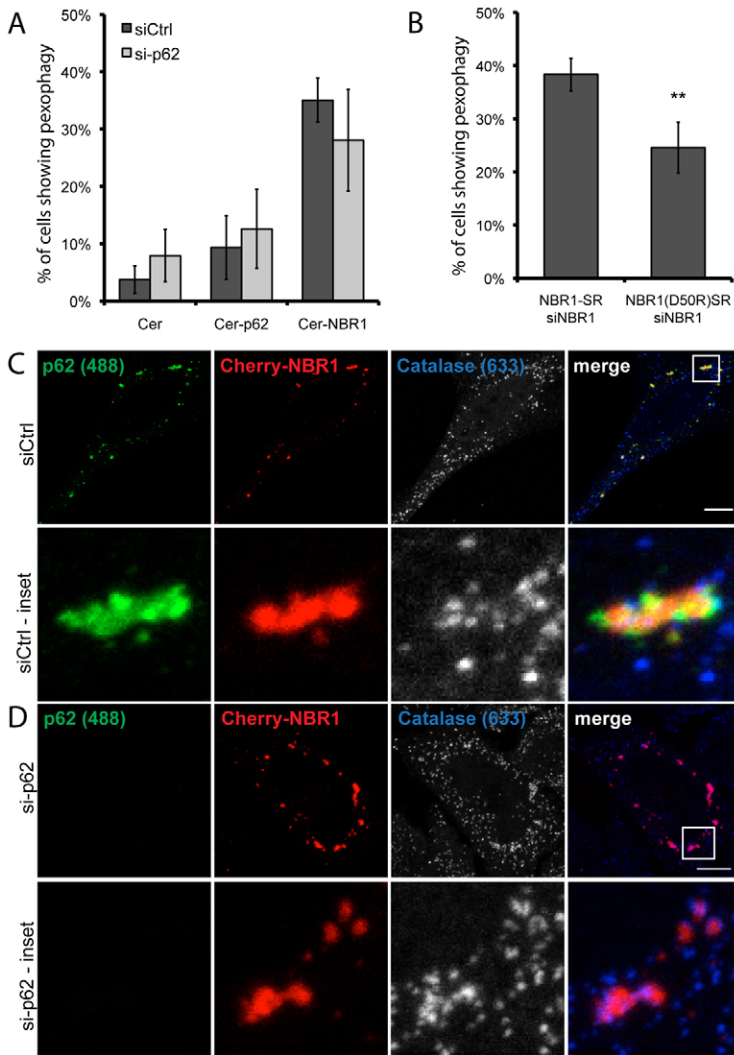 A
% of cells showing pexophagy
50%
40%
30%
20%
10%
0%
siCtrl
si-p62
Cer
Cer-p62
Cer-NBR1
B
% of cells showing pexophagy
50%
40%
30%
20%
10%
0%
**
NBR1-SR
siNBR1
NBR1(D50R)SR
siNBR1
C
siCtrl
p62 (488)
Cherry-NBR1
Catalase (633)
merge
siCtrl - inset
D
si-p62
p62 (488)
Cherry-NBR1
Catalase (633)
merge
si-p62 - inset